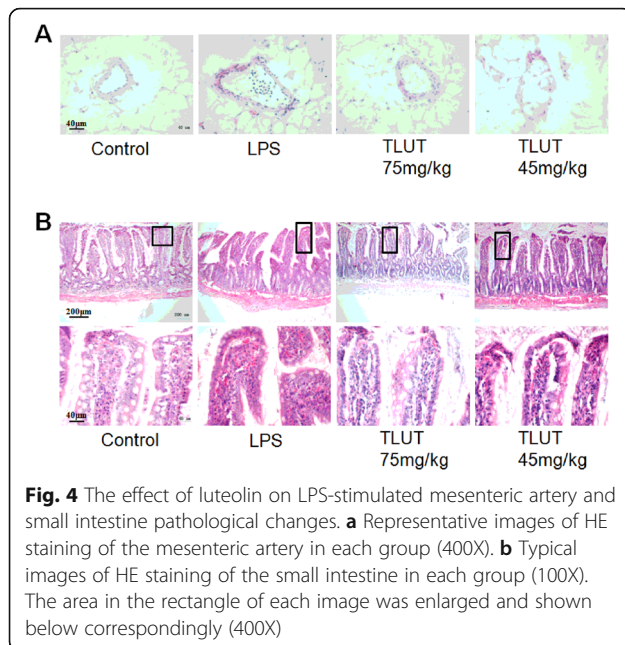 A
40μm
Control
LPS
TLUT
75mg/kg
TLUT
45mg/kg
B
200μm
40μm
Control
LPS
TLUT
75mg/kg
TLUT
45mg/kg
Fig. 4 The effect of luteolin on LPS-stimulated mesenteric artery and
small intestine pathological changes. a Representative images of HE
staining of the mesenteric artery in each group (400X). b Typical
images of HE staining of the small intestine in each group (100X).
The area in the rectangle of each image was enlarged and shown
below correspondingly (400X)